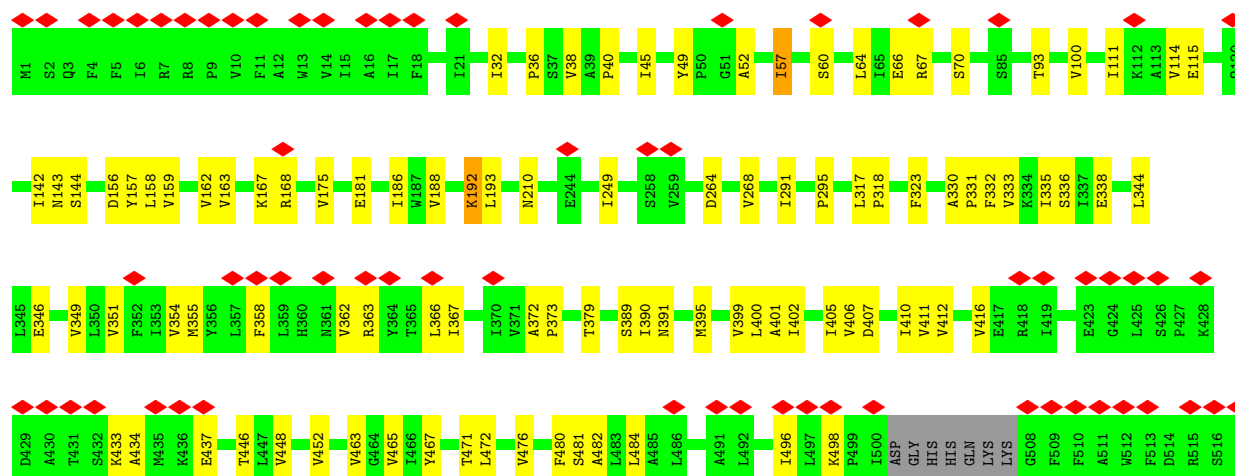 M1 S2 Q3 F4 F5 I6 R7 R8 P9 V10 F11 A12 W13 V14 I15 A16 I17 F18 I21 I32 P36 S37 V38 A39 P40 I45 Y49 P50 G51 A52 I57 S60 L64 I65 E66 R67 S70 S85 T93 V100 I111 K112 A113 V114 E115
I142 N143 S144 D156 Y157 L158 V159 V162 V163 K167 R168 V175 E181 I186 W187 V188 K192 L193 N210 E244 I249 S258 V259 D264 V268 I291 P295 L317 P318 F323 A330 P331 F332 V333 K334 I335 S336 I337 E338 L344
L345 E346 V349 L350 V351 F352 I353 V354 M355 Y356 L357 F358 L359 H360 N361 V362 R363 Y364 T365 L366 I367 I370 V371 A372 P373 T379 S389 I390 N391 M395 V399 L400 A401 I402 I405 V406 D407 I410 V411 V412 V416 E417 R418 I419 E423 G424 L425 S426 P427 K428
D429 A430 T431 S432 K433 A434 M435 K436 E437 T446 L447 V448 V452 V463 G464 V465 I466 Y467 T471 L472 V476 F480 S481 A482 L483 L484 A485 L486 A491 L492 I496 L497 K498 P499 I500 ASP GLY HIS HIS GLN LYS LYS G508 F509 F510 A511 W512 F513 D514 R515 S516